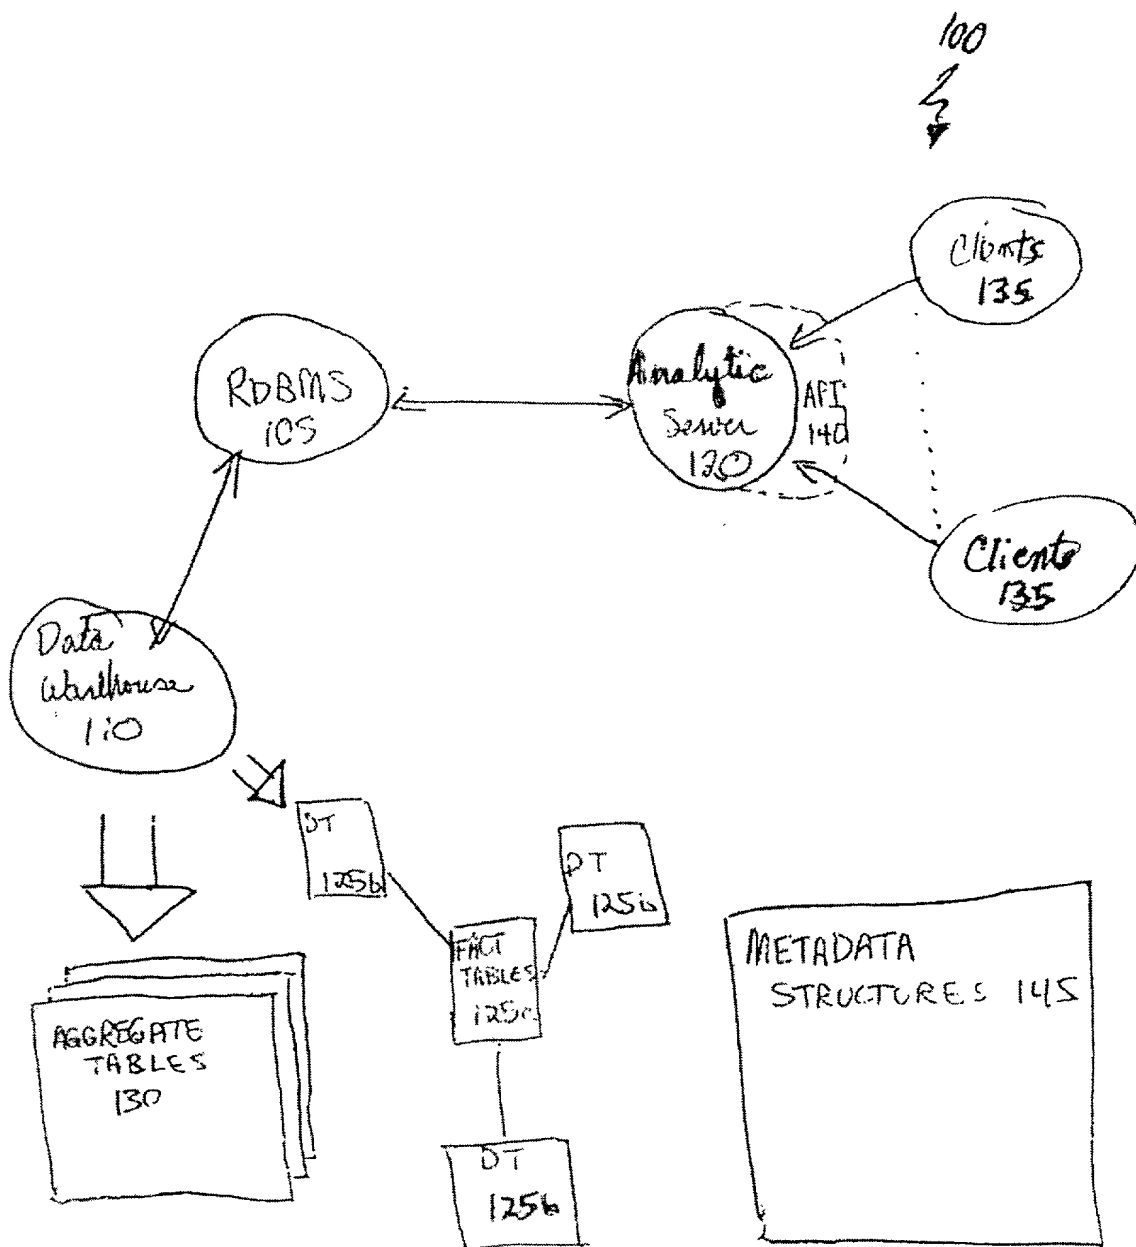 100
Clients
135
RDBMS
105
Analytic
Server
120
API
140
Clients
135
Data
Warehouse
110
DT
125b
DT
125b
FACT
TABLES
125a
METADATA
STRUCTURES 145
AGGREGATE
TABLES
130
DT
125b